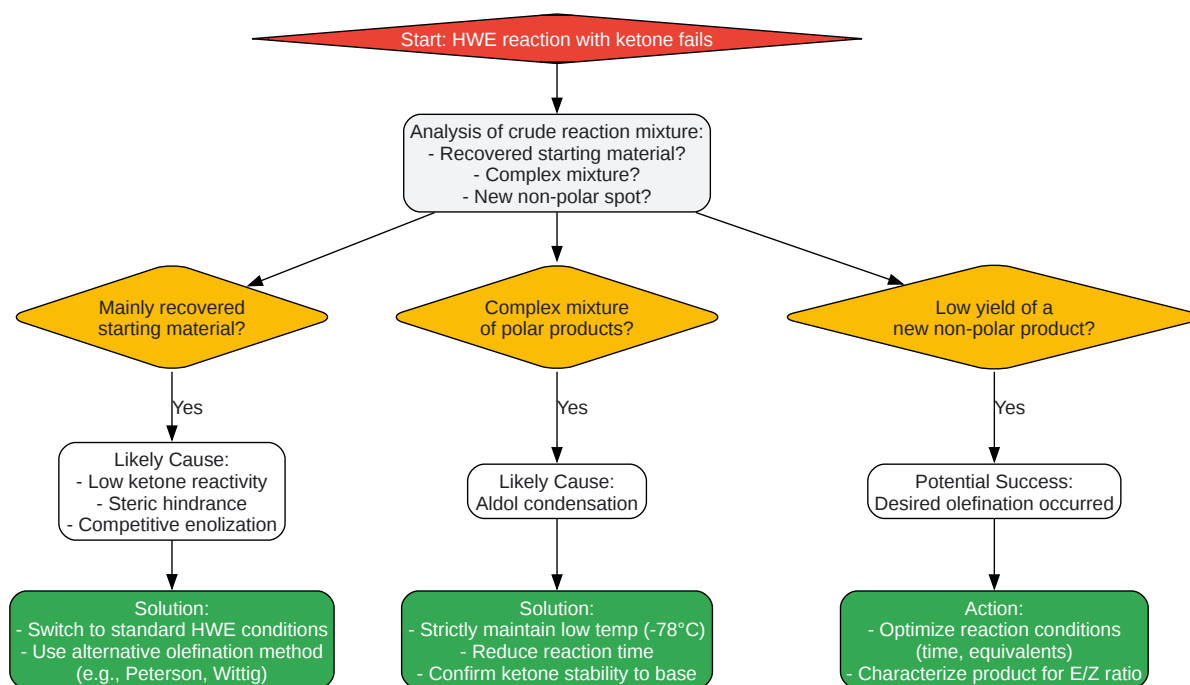 Start: HWE reaction with ketone fails
Analysis of crude reaction mixture:
- Recovered starting material?
- Complex mixture?
- New non-polar spot?
Mainly recovered
starting material?
Complex mixture
of polar products?
Low yield of a
new non-polar product?
Yes
Yes
Yes
Likely Cause:
- Low ketone reactivity
- Steric hindrance
- Competitive enolization
Likely Cause:
Aldol condensation
Potential Success:
Desired olefination occurred
Solution:
- Switch to standard HWE conditions
- Use alternative olefination method
(e.g., Peterson, Wittig)
Solution:
- Strictly maintain low temp (-78°C)
- Reduce reaction time
- Confirm ketone stability to base
Action:
- Optimize reaction conditions
(time, equivalents)
- Characterize product for E/Z ratio